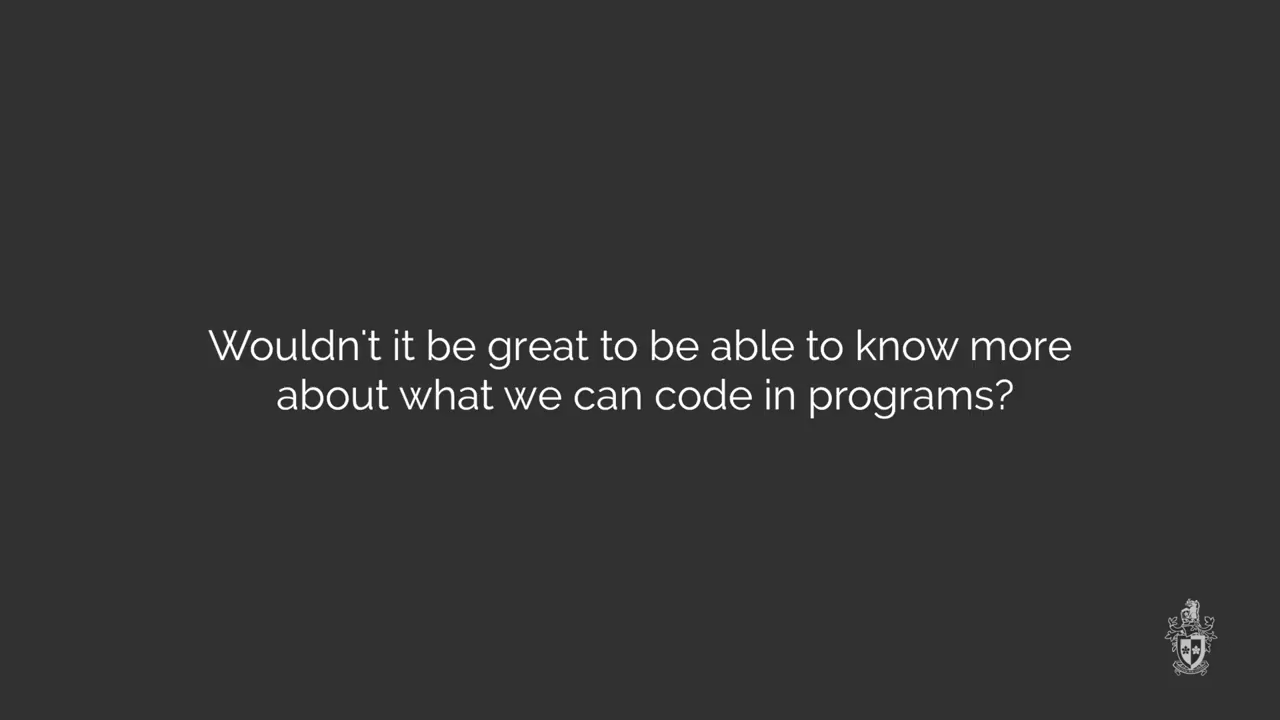 Wouldn't it be great to be able to know more
about what we can code in programs?